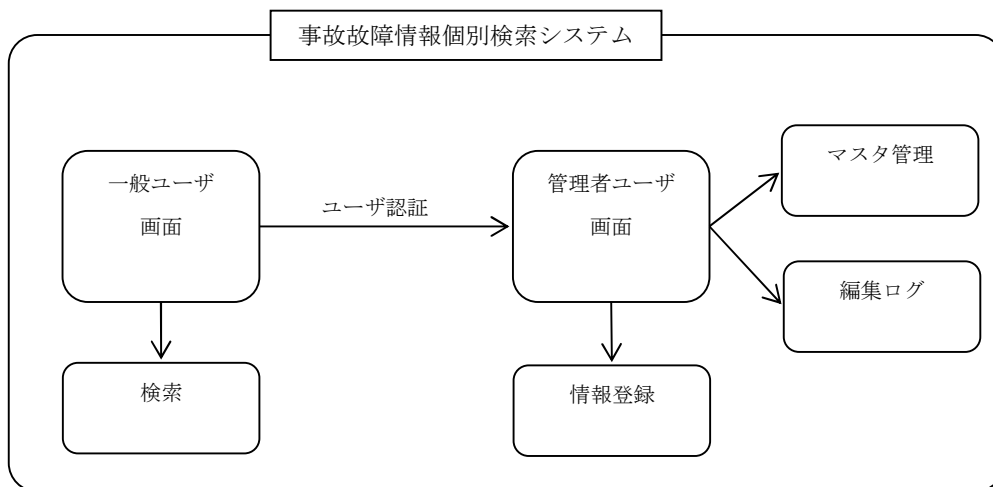 事故故障情報個別検索システム
一般ユーザ
画面
ユーザ認証
管理者ユーザ
画面
マスタ管理
編集ログ
検索
情報登録